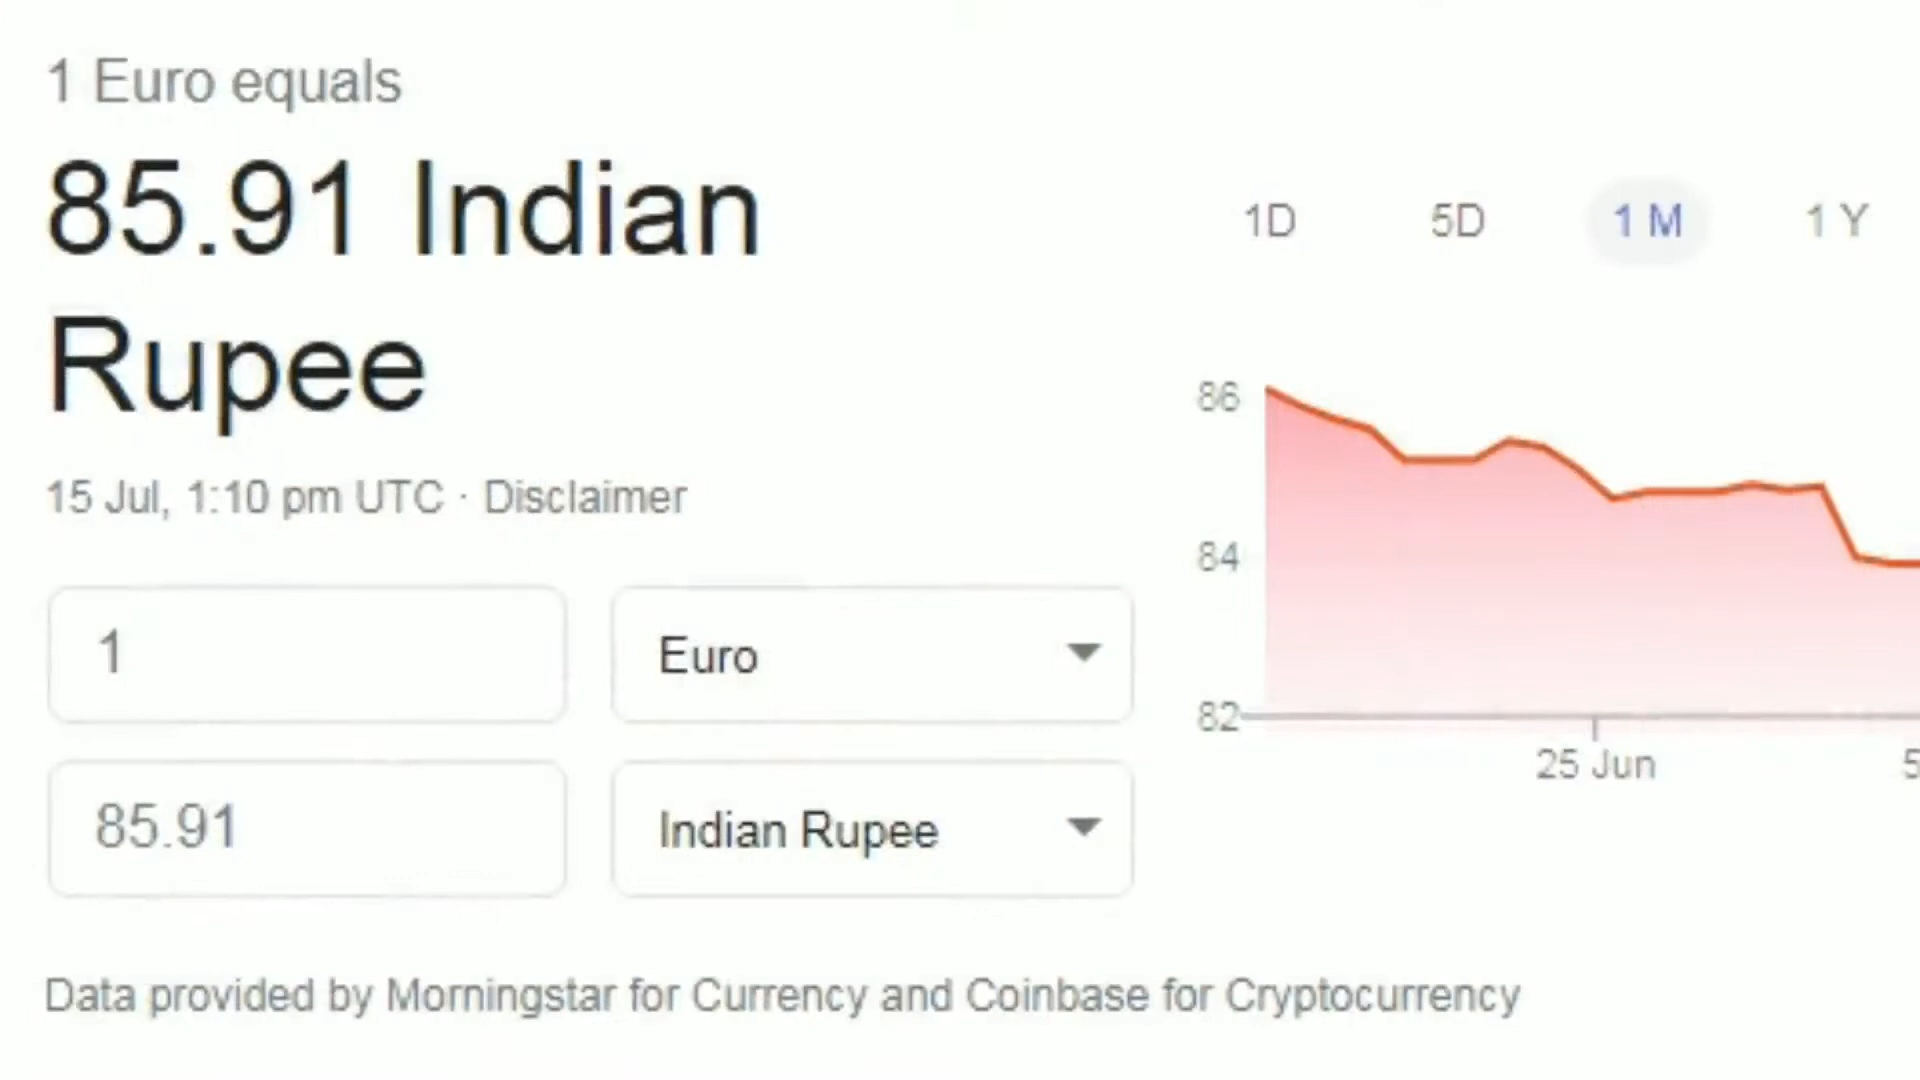 1 Euro equals
85.91 Indian
Rupee
15 Jul, 1:10 pm UTC · Disclaimer
1D 5D 1 M 1 Y
86
84
82
25 Jun 5
1 Euro
85.91 Indian Rupee
Data provided by Morningstar for Currency and Coinbase for Cryptocurrency